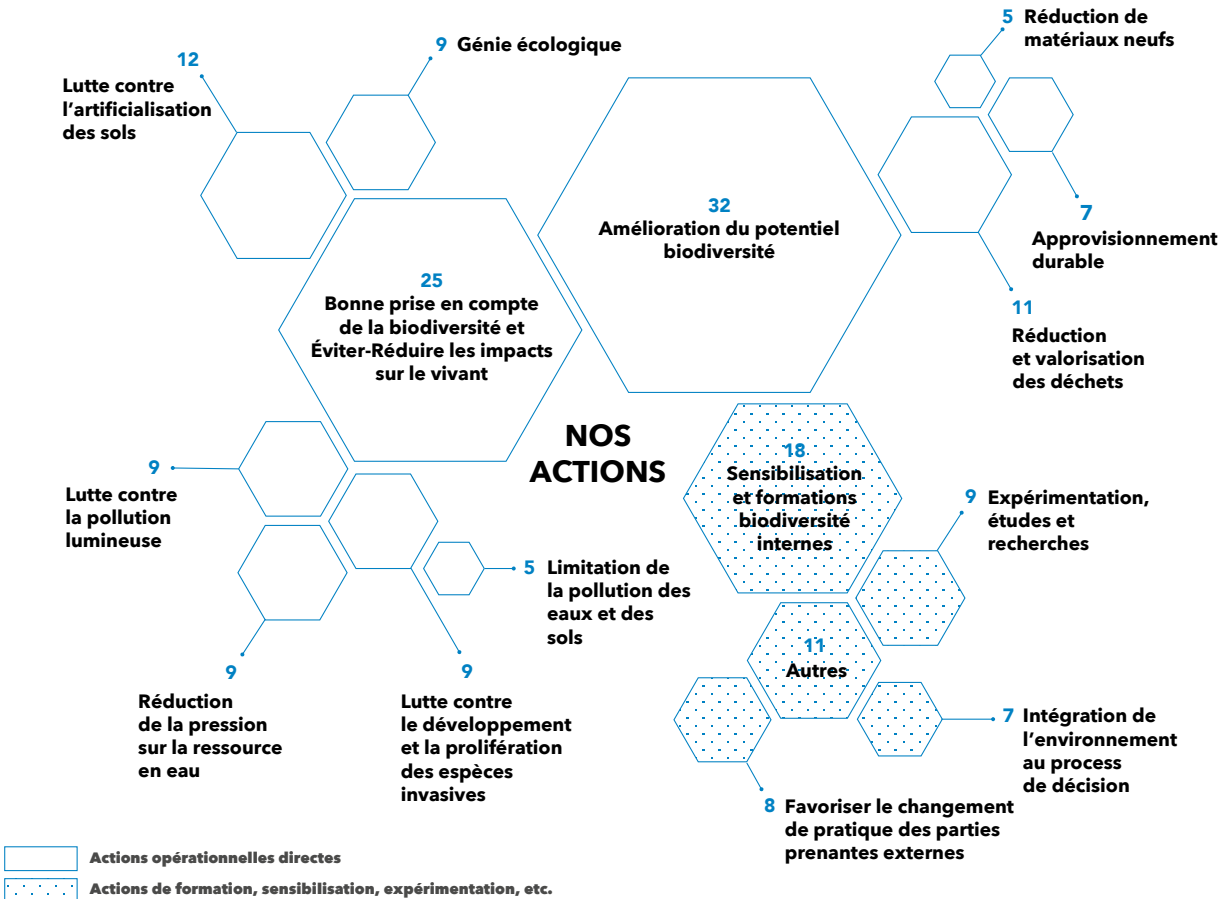 5 Réduction de
matériaux neufs
9 Génie écologique
12
Lutte contre
l’artificialisation
des sols
32
Amélioration du potentiel
biodiversité
7
Approvisionnement
durable
25
Bonne prise en compte
de la biodiversité et
Éviter-Réduire les impacts
sur le vivant
11
Réduction
et valorisation
des déchets
NOS
ACTIONS
18
Sensibilisation
et formations
biodiversité
internes
9
Lutte contre
la pollution
lumineuse
9 Expérimentation,
études et
recherches
5 Limitation de
la pollution des
eaux et des
sols
9
Réduction
de la pression
sur la ressource
en eau
9
Lutte contre
le développement
et la prolifération
des espèces
invasives
11
Autres
7 Intégration de
l’environnement
au process
de décision
8 Favoriser le changement
de pratique des parties
prenantes externes
Actions opérationnelles directes
Actions de formation, sensibilisation, expérimentation, etc.